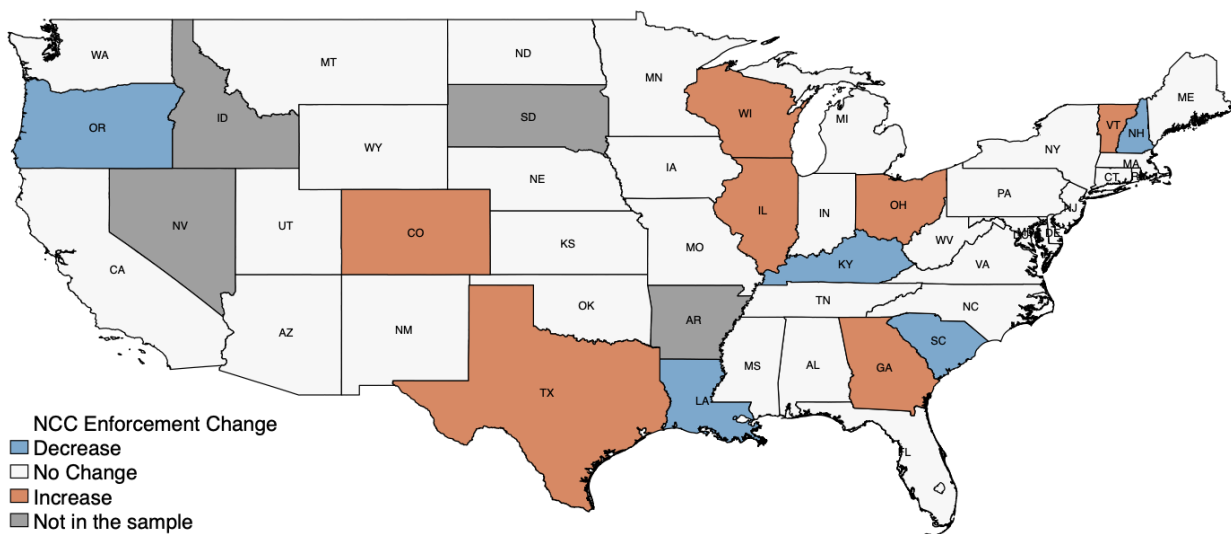 WA
MT
ND
MN
ME
OR
ID
SD
WI
MI
VT
NH
NY
WY
MA
IA
CT
NE
PA
NJ
NV
UT
CO
IL
IN
OH
WV
DE
CA
KS
MO
KY
VA
AZ
NM
OK
AR
TN
NC
SC
TX
LA
MS
AL
GA
FL
NCC Enforcement Change
Decrease
No Change
Increase
Not in the sample